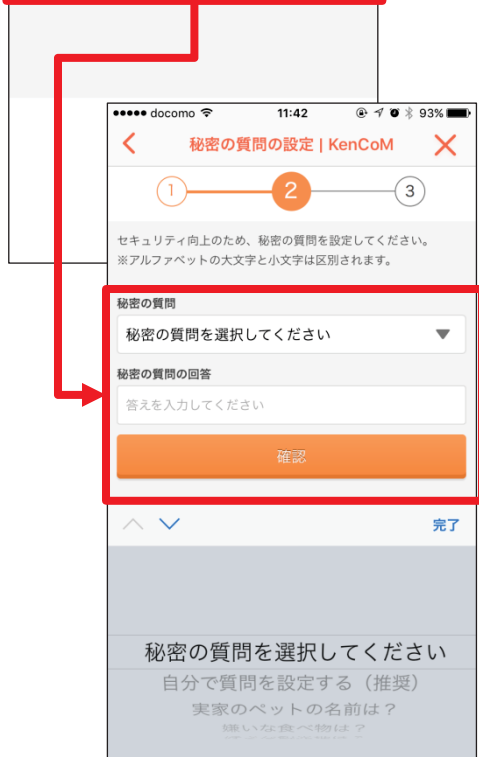 ●●●●● docomo 11:42 93%
秘密の質問の設定 | KenCoM
1 2 3
セキュリティ向上のため、秘密の質問を設定してください。
※アルファベットの大文字と小文字は区別されます。
秘密の質問
秘密の質問を選択してください
秘密の質問の回答
答えを入力してください
確認
完了
秘密の質問を選択してください
自分で質問を設定する（推奨）
実家のペットの名前は？
嫌いな食べ物は？